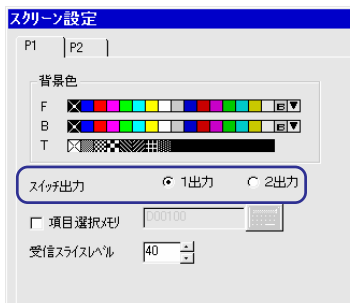 スクリーン設定
P1 P2
背景色
F
B
T
スイッチ出力 1出力 2出力
項目選択メモリ D00100
受信スライスレベル 40